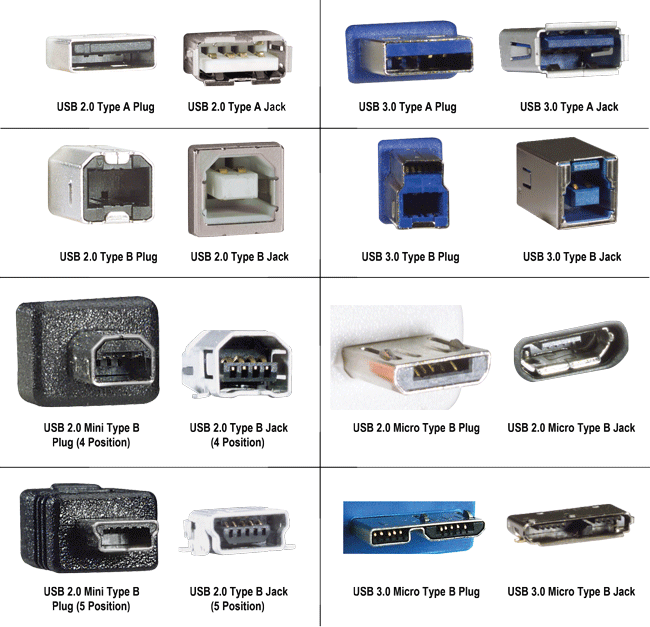 USB 2.0 Type A Plug
USB 2.0 Type A Jack
USB 3.0 Type A Plug
USB 3.0 Type A Jack
USB 2.0 Type B Plug
USB 2.0 Type B Jack
USB 3.0 Type B Plug
USB 3.0 Type B Jack
USB 2.0 Mini Type B
Plug (4 Position)
USB 2.0 Type B Jack
(4 Position)
USB 2.0 Micro Type B Plug
USB 2.0 Micro Type B Jack
USB 2.0 Mini Type B
Plug (5 Position)
USB 2.0 Type B Jack
(5 Position)
USB 3.0 Micro Type B Plug
USB 3.0 Micro Type B Jack